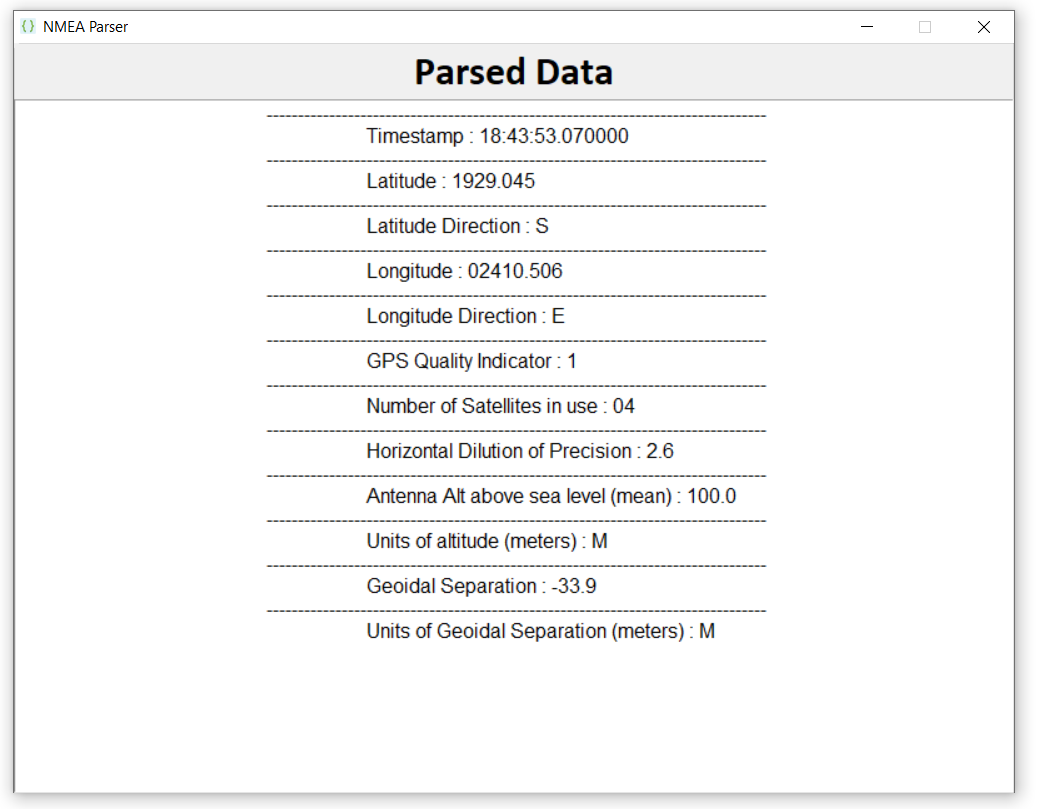 NMEA Parser
Parsed Data
Timestamp : 18:43:53.070000
Latitude : 1929.045
Latitude Direction : S
Longitude : 02410.506
Longitude Direction : E
GPS Quality Indicator : 1
Number of Satellites in use : 04
Horizontal Dilution of Precision : 2.6
Antenna Alt above sea level (mean) : 100.0
Units of altitude (meters) : M
Geoidal Separation : -33.9
Units of Geoidal Separation (meters) : M